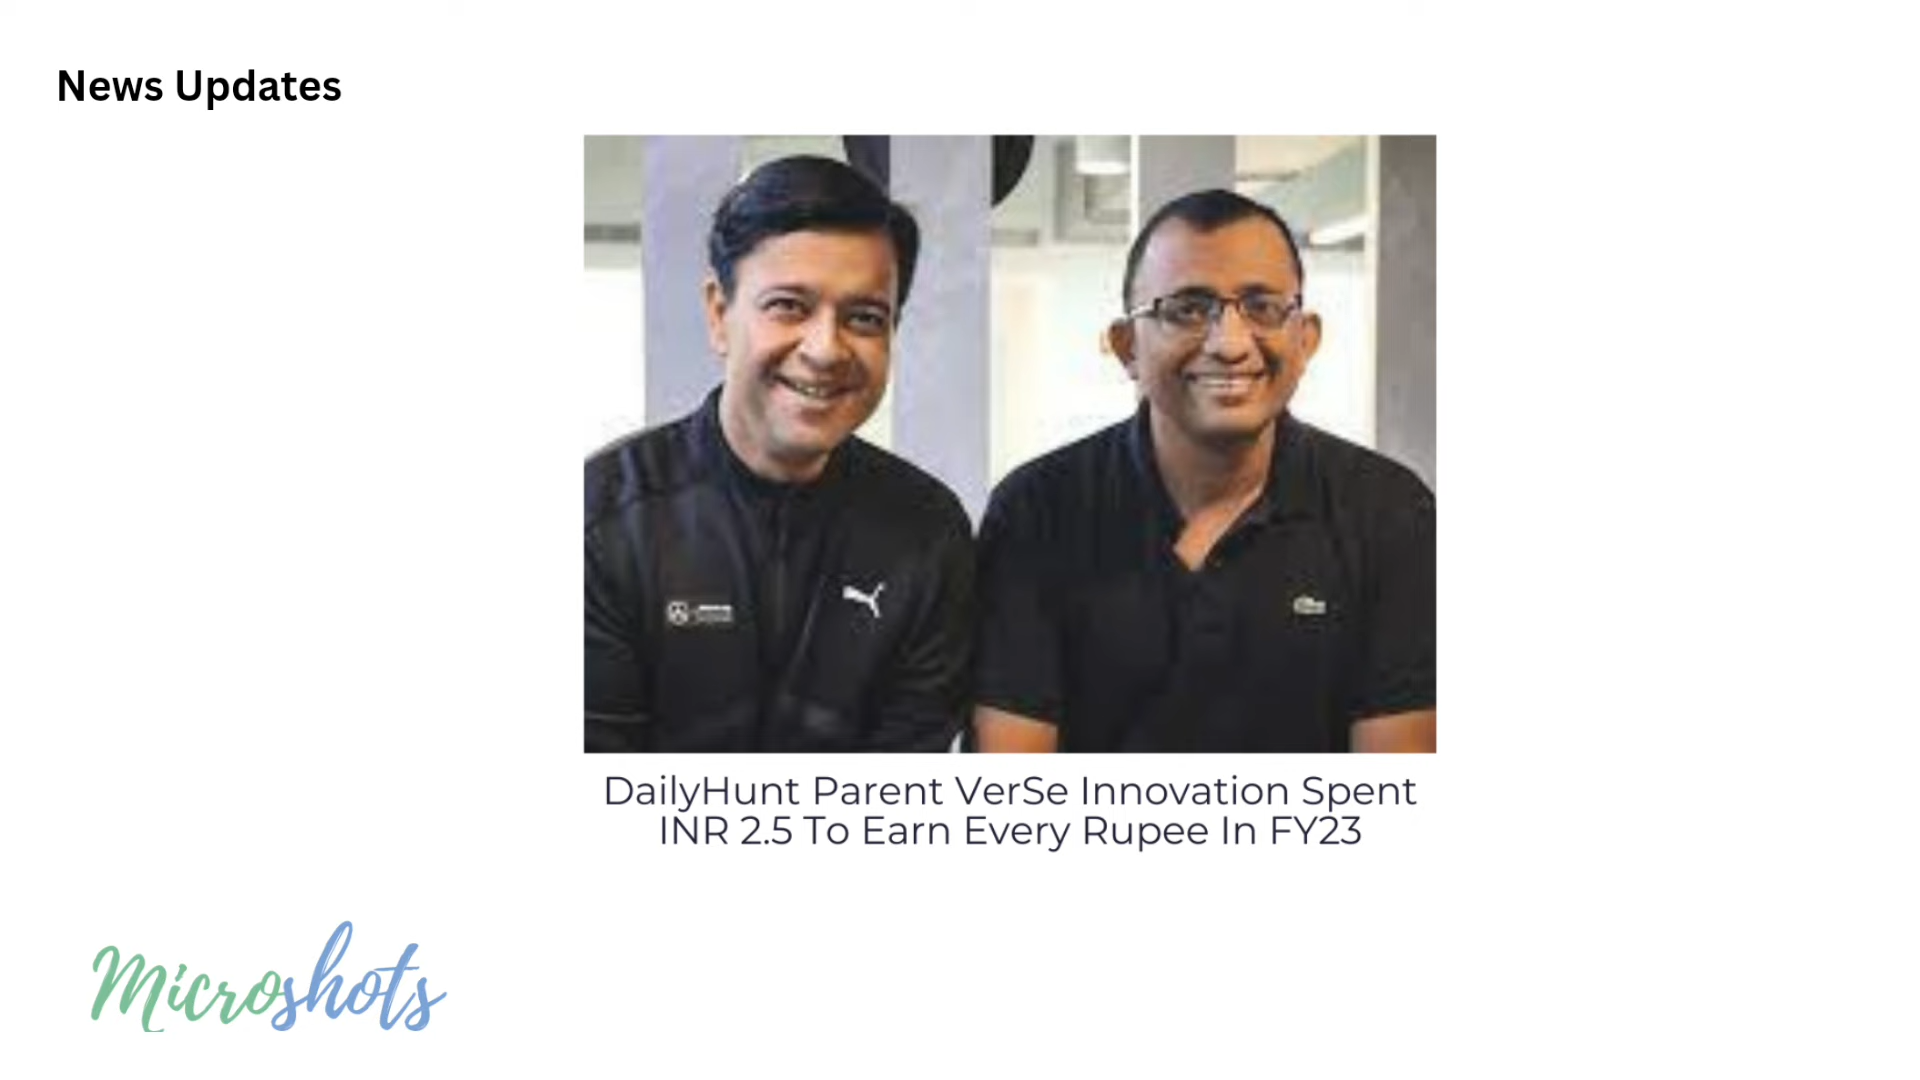 News Updates
DailyHunt Parent VerSe Innovation Spent
INR 2.5 To Earn Every Rupee In FY23
Microshots